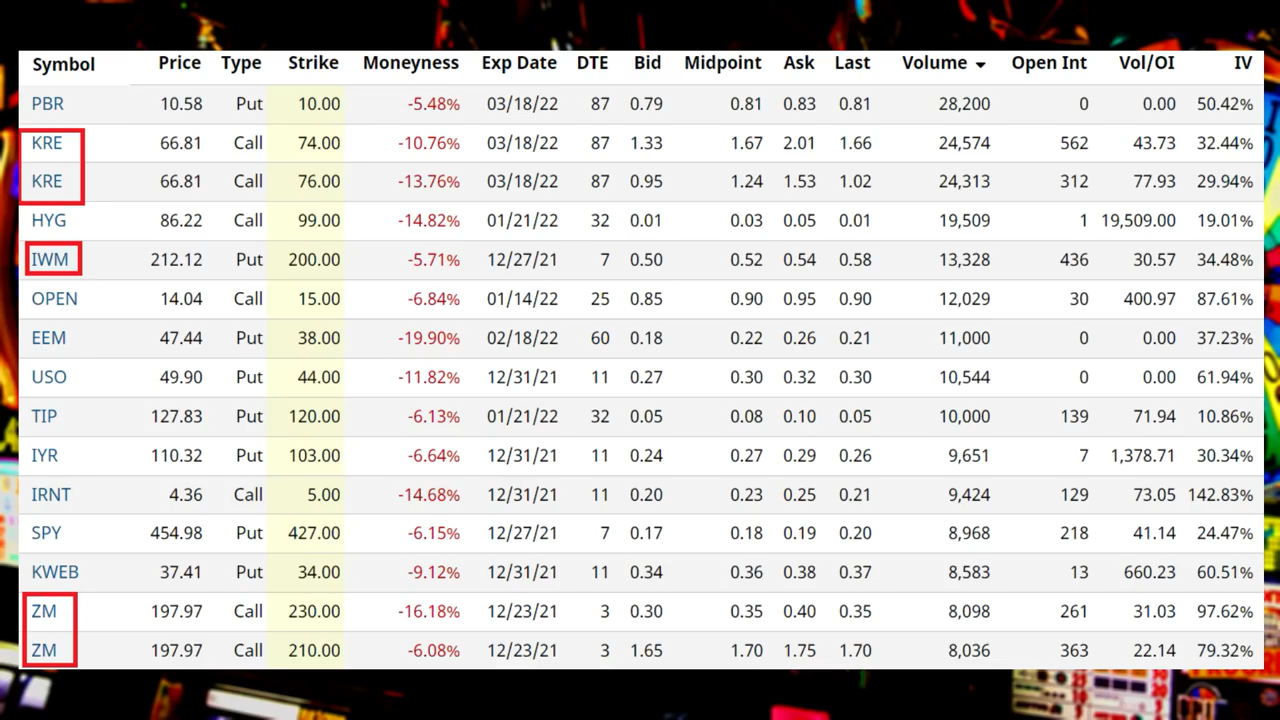 Symbol Price Type Strike Moneyness Exp Date DTE Bid Midpoint Ask Last Volume Open Int Vol/OI IV
PBR 10.58 Put 10.00 -5.48% 03/18/22 87 0.79 0.81 0.83 0.81 28,200 0 0.00 50.42%
KRE 66.81 Call 74.00 -10.76% 03/18/22 87 1.33 1.67 2.01 1.66 24,574 562 43.73 32.44%
KRE 66.81 Call 76.00 -13.76% 03/18/22 87 0.95 1.24 1.53 1.02 24,313 312 77.93 29.94%
HYG 86.22 Call 99.00 -14.82% 01/21/22 32 0.01 0.03 0.05 0.01 19,509 1 19,509.00 19.01%
IWM 212.12 Put 200.00 -5.71% 12/27/21 7 0.50 0.52 0.54 0.58 13,328 436 30.57 34.48%
OPEN 14.04 Call 15.00 -6.84% 01/14/22 25 0.85 0.90 0.95 0.90 12,029 30 400.97 87.61%
EEM 47.44 Put 38.00 -19.90% 02/18/22 60 0.18 0.22 0.26 0.21 11,000 0 0.00 37.23%
USO 49.90 Put 44.00 -11.82% 12/31/21 11 0.27 0.30 0.32 0.30 10,544 0 0.00 61.94%
TIP 127.83 Put 120.00 -6.13% 01/21/22 32 0.05 0.08 0.10 0.05 10,000 139 71.94 10.86%
IYR 110.32 Put 103.00 -6.64% 12/31/21 11 0.24 0.27 0.29 0.26 9,651 7 1,378.71 30.34%
IRNT 4.36 Call 5.00 -14.68% 12/31/21 11 0.20 0.23 0.25 0.21 9,424 129 73.05 142.83%
SPY 454.98 Put 427.00 -6.15% 12/27/21 7 0.17 0.18 0.19 0.20 8,968 218 41.14 24.47%
KWEB 37.41 Put 34.00 -9.12% 12/31/21 11 0.34 0.36 0.38 0.37 8,583 13 660.23 60.51%
ZM 197.97 Call 230.00 -16.18% 12/23/21 3 0.30 0.35 0.40 0.35 8,098 261 31.03 97.62%
ZM 197.97 Call 210.00 -6.08% 12/23/21 3 1.65 1.70 1.75 1.70 8,036 363 22.14 79.32%